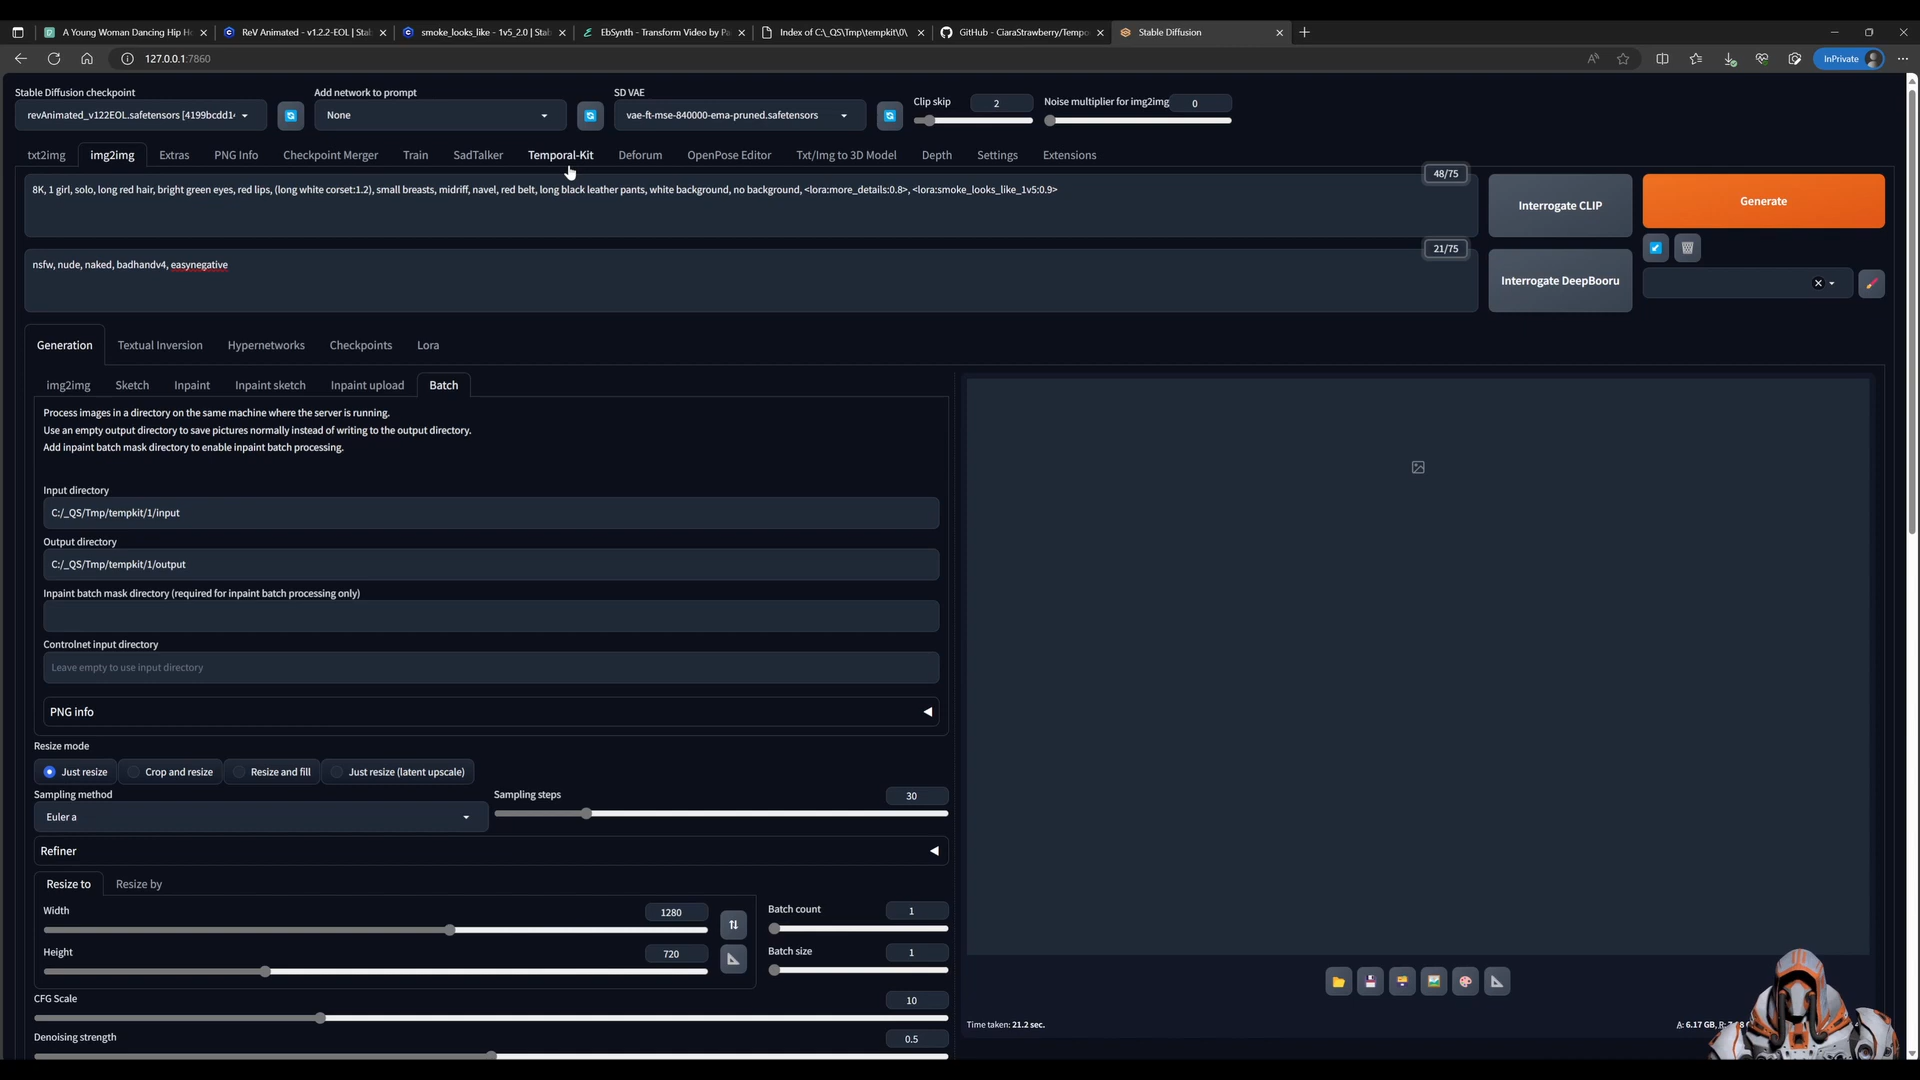 A Young Woman Dancing Hip H
ReV Animated - v1.2.2-EOL | Stab
smoke_looks_like - 1v5_2.0 | Stab
EbSynth - Transform Video by Pa
Index of C:\_QS\Tmp\tempkit\0\
GitHub - CiaraStrawberry/Tempo
Stable Diffusion
127.0.0.1:7860
InPrivate
Stable Diffusion checkpoint
Add network to prompt
SD VAE
Clip skip
2
Noise multiplier for img2img
0
revAnimated_v122EOL.safetensors [4199bcdd14
None
vae-ft-mse-840000-ema-pruned.safetensors
txt2img
img2img
Extras
PNG Info
Checkpoint Merger
Train
SadTalker
Temporal-Kit
Deforum
OpenPose Editor
Txt/Img to 3D Model
Depth
Settings
Extensions
48/75
8K, 1 girl, solo, long red hair, bright green eyes, red lips, (long white corset:1.2), small breasts, midriff, navel, red belt, long black leather pants, white background, no background, <lora:more_details:0.8>, <lora:smoke_looks_like_1v5:0.9>
Interrogate CLIP
Generate
21/75
nsfw, nude, naked, badhandv4, easynegative
Interrogate DeepBooru
Generation
Textual Inversion
Hypernetworks
Checkpoints
Lora
img2img
Sketch
Inpaint
Inpaint sketch
Inpaint upload
Batch
Process images in a directory on the same machine where the server is running.
Use an empty output directory to save pictures normally instead of writing to the output directory.
Add inpaint batch mask directory to enable inpaint batch processing.
Input directory
C:/_QS/Tmp/tempkit/1/input
Output directory
C:/_QS/Tmp/tempkit/1/output
Inpaint batch mask directory (required for inpaint batch processing only)
Controlnet input directory
Leave empty to use input directory
PNG info
Resize mode
Just resize
Crop and resize
Resize and fill
Just resize (latent upscale)
Sampling method
Sampling steps
30
Euler a
Refiner
Resize to
Resize by
Width
1280
Batch count
1
Height
720
Batch size
1
CFG Scale
10
Denoising strength
0.5
Time taken: 21.2 sec.
A: 6.17 GB, R: